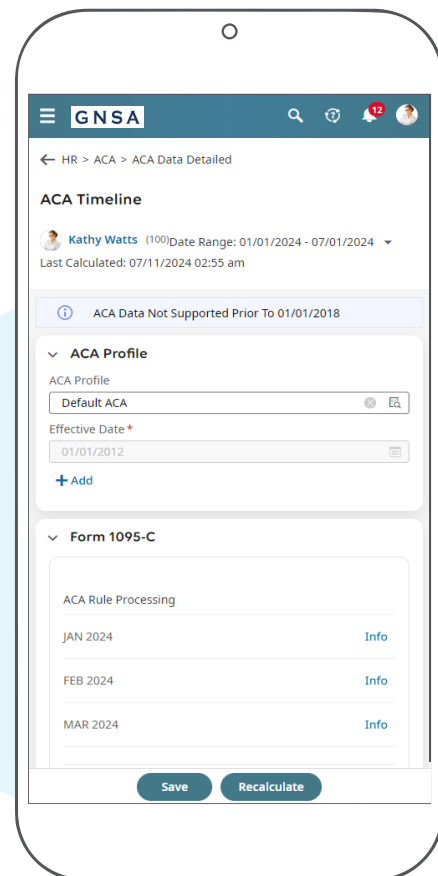 GNSA
12
HR > ACA > ACA Data Detailed
ACA Timeline
Kathy Watts (100) Date Range: 01/01/2024 - 07/01/2024
Last Calculated: 07/11/2024 02:55 am
ACA Data Not Supported Prior To 01/01/2018
ACA Profile
ACA Profile
Default ACA
Effective Date *
01/01/2012
+ Add
Form 1095-C
ACA Rule Processing
JAN 2024 Info
FEB 2024 Info
MAR 2024 Info
Save Recalculate